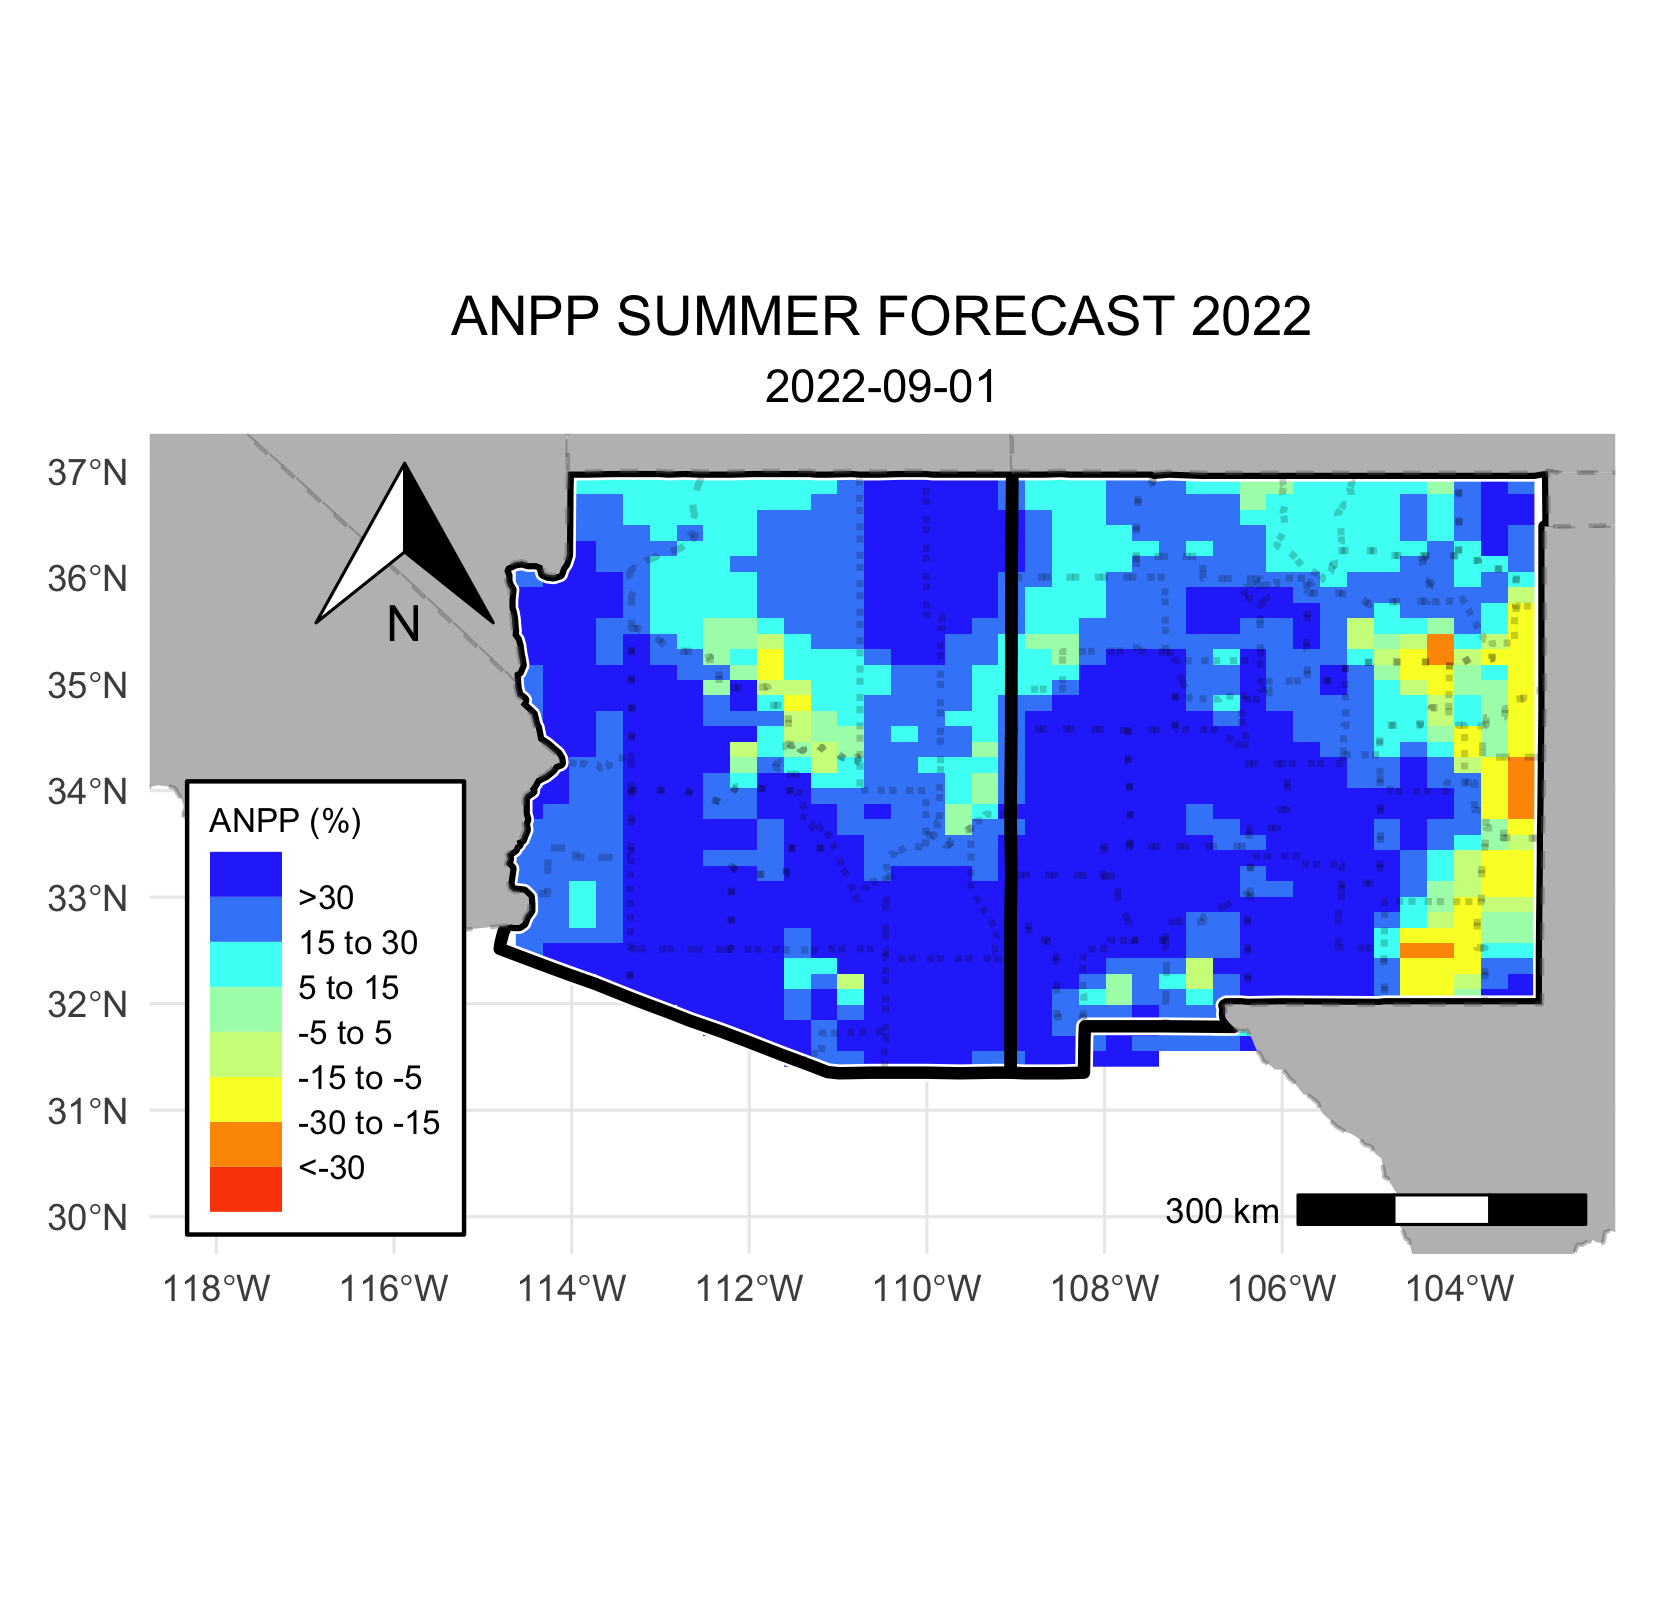 ANPP SUMMER FORECAST 2022
2022-09-01
37°N
36°N
35°N
34°N
33°N
32°N
31°N
30°N
N
ANPP (%)
>30
15 to 30
5 to 15
-5 to 5
-15 to -5
-30 to -15
<-30
300 km
118°W
116°W
114°W
112°W
110°W
108°W
106°W
104°W